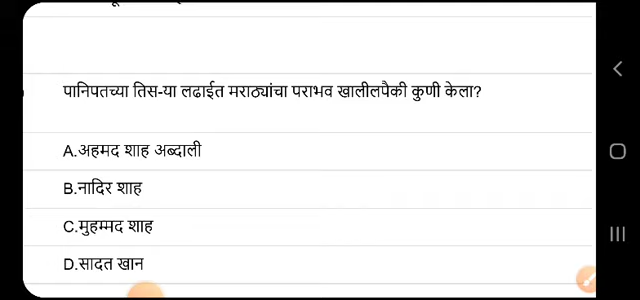 पानिपतच्या तिस-या लढाईत मराठ्यांचा पराभव खालीलपैकी कुणी केला?
A.अहमद शाह अब्दाली
B.नादिर शाह
C.मुहम्मद शाह
D.सादत खान